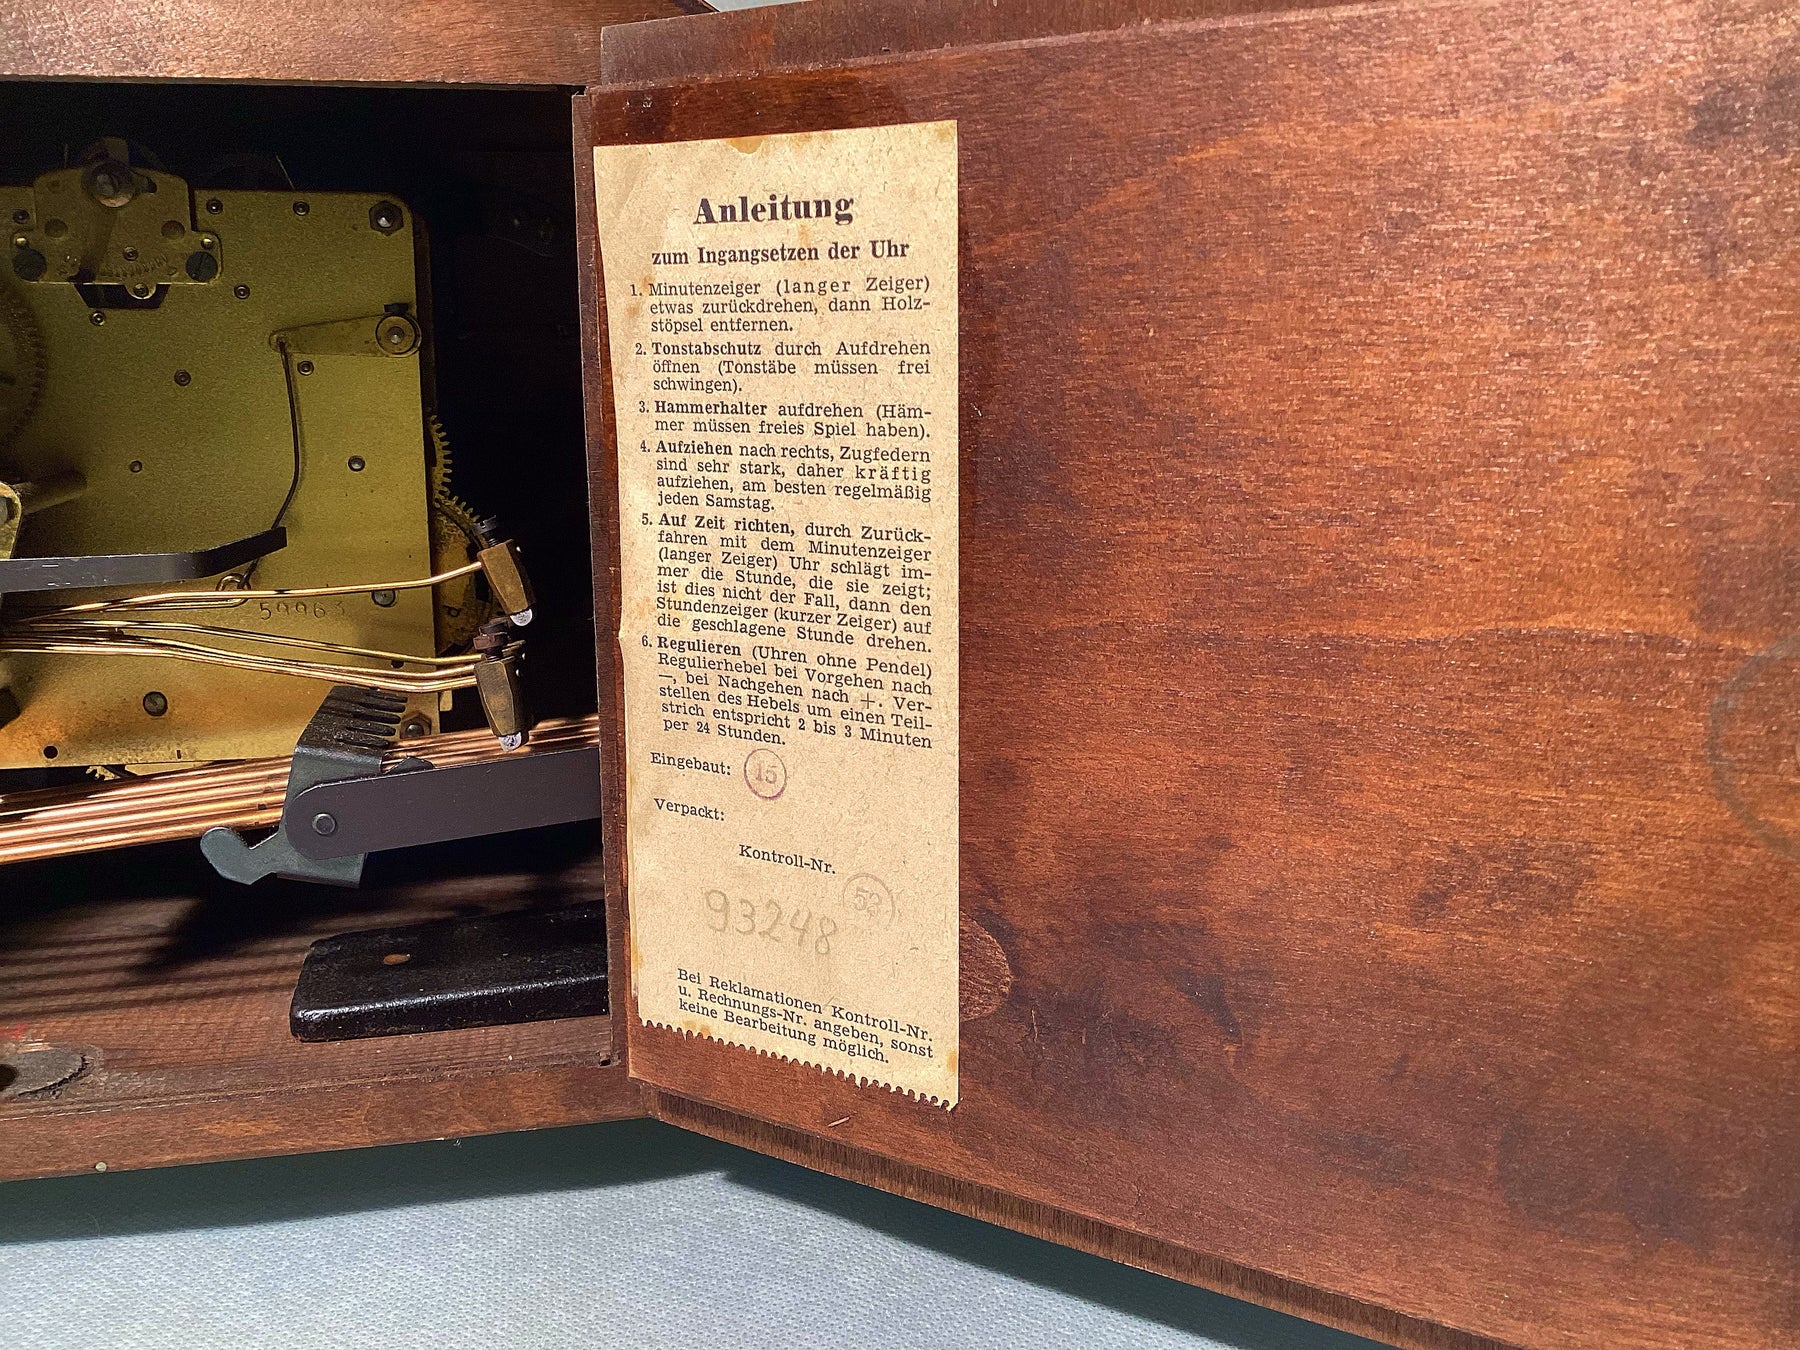 59963
Anleitung
zum Ingangsetzen der Uhr
1. Minutenzeiger (langer Zeiger)
etwas zurückdrehen, dann Holz-
stöpsel entfernen.
2. Tonstabschutz durch Aufdrehen
öffnen (Tonstäbe müssen frei
schwingen).
3. Hammerhalter aufdrehen (Häm-
mer müssen freies Spiel haben).
4. Aufziehen nach rechts, Zugfedern
sind sehr stark, daher kräftig
aufziehen, am besten regelmäßig
jeden Samstag.
5. Auf Zeit richten, durch Zurück-
fahren mit dem Minutenzeiger
(langer Zeiger) Uhr schlägt im-
mer die Stunde, die sie zeigt;
ist dies nicht der Fall, dann den
Stundenzeiger (kurzer Zeiger) auf
die geschlagene Stunde drehen.
6. Regulieren (Uhren ohne Pendel)
Regulierhebel bei Vorgehen nach
—, bei Nachgehen nach +. Ver-
stellen des Hebels um einen Teil-
strich entspricht 2 bis 3 Minuten
per 24 Stunden.
Eingebaut: 15
Verpackt:
Kontroll-Nr.
93248
Bei Reklamationen Kontroll-Nr.
u. Rechnungs-Nr. angeben, sonst
keine Bearbeitung möglich.